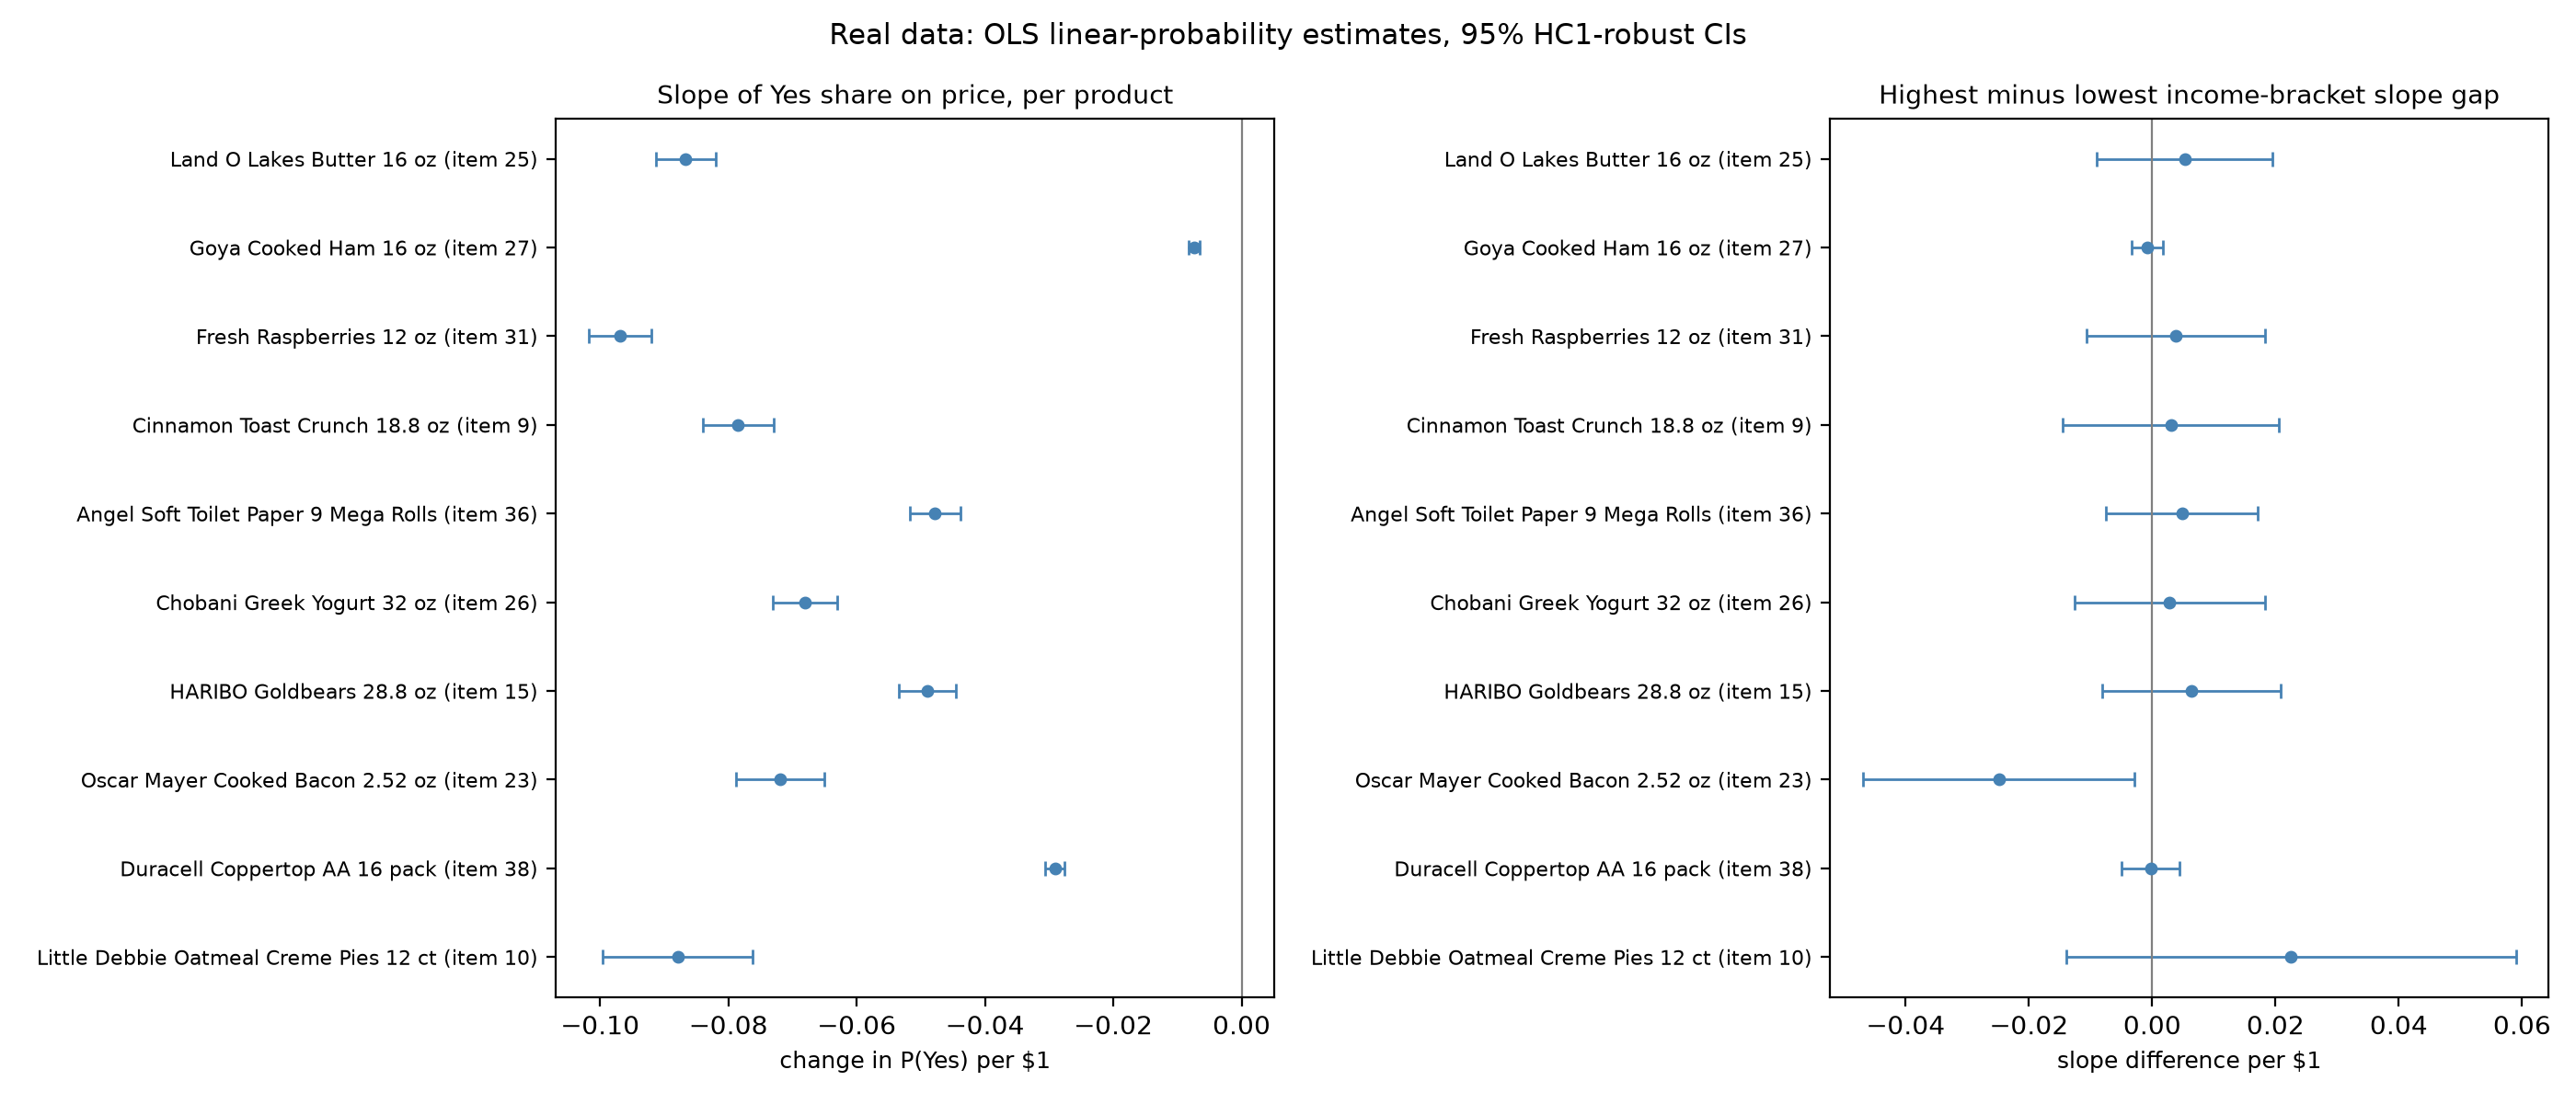 Real data: OLS linear-probability estimates, 95% HC1-robust CIs
Slope of Yes share on price, per product
Land O Lakes Butter 16 oz (item 25)
Goya Cooked Ham 16 oz (item 27)
Fresh Raspberries 12 oz (item 31)
Cinnamon Toast Crunch 18.8 oz (item 9)
Angel Soft Toilet Paper 9 Mega Rolls (item 36)
Chobani Greek Yogurt 32 oz (item 26)
HARIBO Goldbears 28.8 oz (item 15)
Oscar Mayer Cooked Bacon 2.52 oz (item 23)
Duracell Coppertop AA 16 pack (item 38)
Little Debbie Oatmeal Creme Pies 12 ct (item 10)
−0.10 −0.08 −0.06 −0.04 −0.02 0.00
change in P(Yes) per $1
Highest minus lowest income-bracket slope gap
Land O Lakes Butter 16 oz (item 25)
Goya Cooked Ham 16 oz (item 27)
Fresh Raspberries 12 oz (item 31)
Cinnamon Toast Crunch 18.8 oz (item 9)
Angel Soft Toilet Paper 9 Mega Rolls (item 36)
Chobani Greek Yogurt 32 oz (item 26)
HARIBO Goldbears 28.8 oz (item 15)
Oscar Mayer Cooked Bacon 2.52 oz (item 23)
Duracell Coppertop AA 16 pack (item 38)
Little Debbie Oatmeal Creme Pies 12 ct (item 10)
−0.04 −0.02 0.00 0.02 0.04 0.06
slope difference per $1